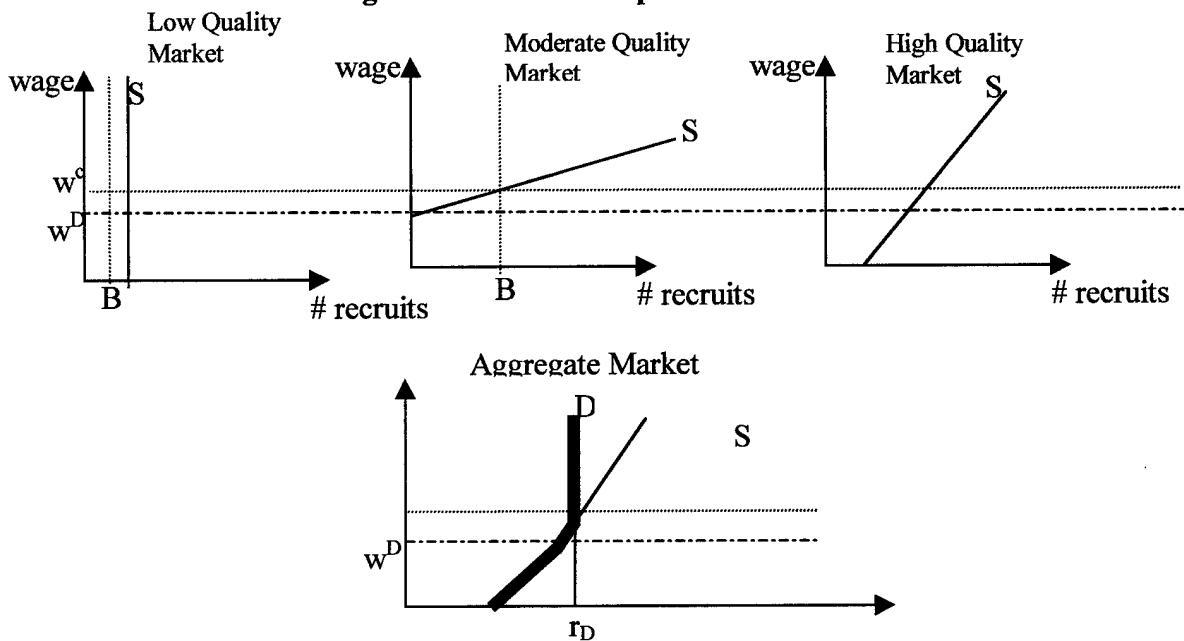 Low Quality
Market
wage
S
w^c
w^D
B
# recruits
Moderate Quality
Market
wage
S
B
# recruits
High Quality
Market
wage
S
# recruits
Aggregate Market
D
S
w^D
r_D